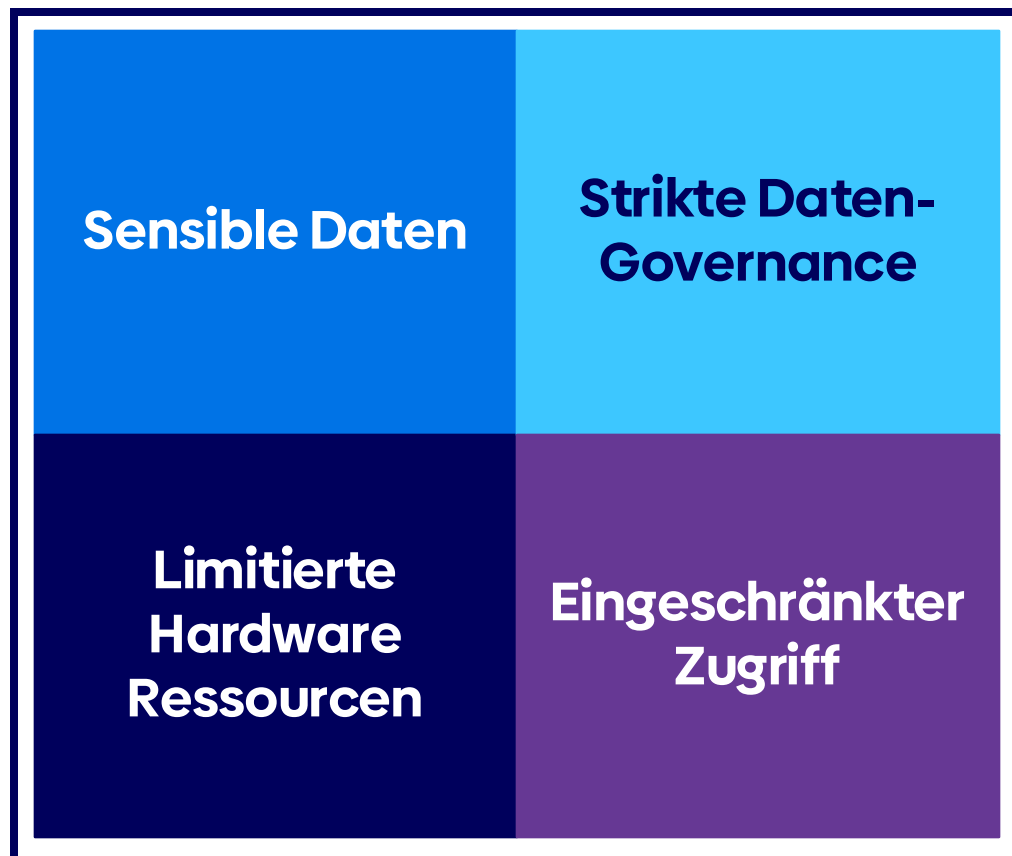 Sensible Daten
Strikte Daten-
Governance
Limitierte
Hardware
Ressourcen
Eingeschränkter
Zugriff